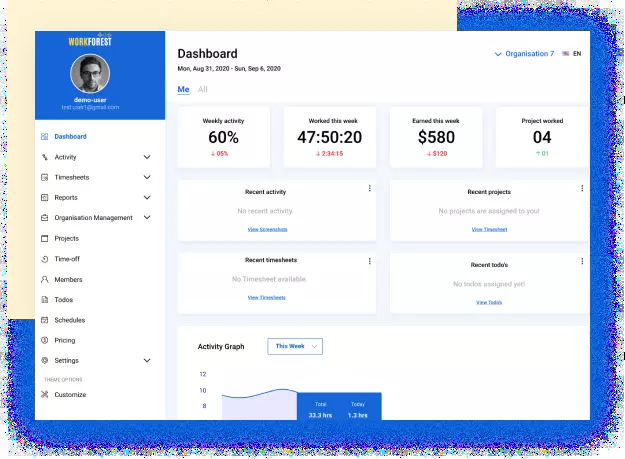 WORKFOREST
demo-user
test.user1@gmail.com
Dashboard
Activity
Timesheets
Reports
Organisation Management
Projects
Time-off
Members
Todos
Schedules
Pricing
Settings
THEME OPTIONS
Customize
Dashboard
Mon, Aug 31, 2020 - Sun, Sep 6, 2020
Organisation 7 EN
Me All
Weekly activity
60%
↓ 05%
Worked this week
47:50:20
↓ 2:34:15
Earned this week
$580
↓ $120
Project worked
04
↑ 01
Recent activity
No recent activity.
View Screenshots
Recent projects
No projects are assigned to you!
View Timesheet
Recent timesheets
No Timesheet available.
View Timesheets
Recent todo's
No todos assigned yet!
View Todo's
Activity Graph This Week
12
10
8
Total Today
33.3 hrs 1.3 hrs